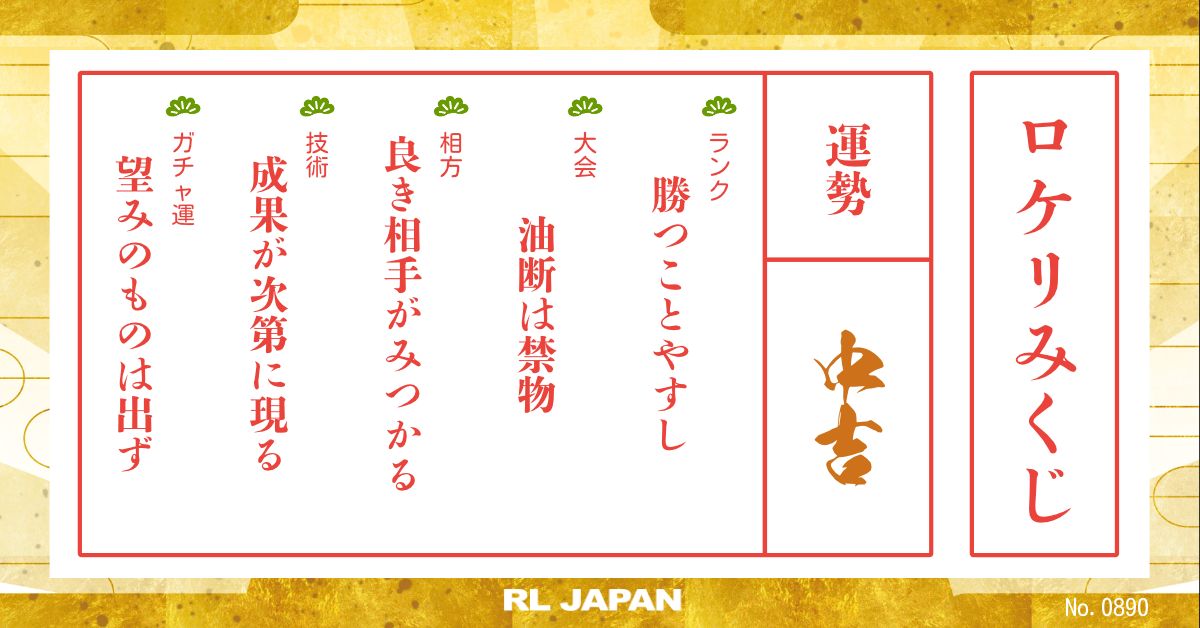 ロケリみくじ
運勢
中吉
ランク
勝つことやすし
大会
油断は禁物
相方
良き相手がみつかる
技術
成果が次第に現る
ガチャ運
望みのものは出ず
RL JAPAN
No. 0890